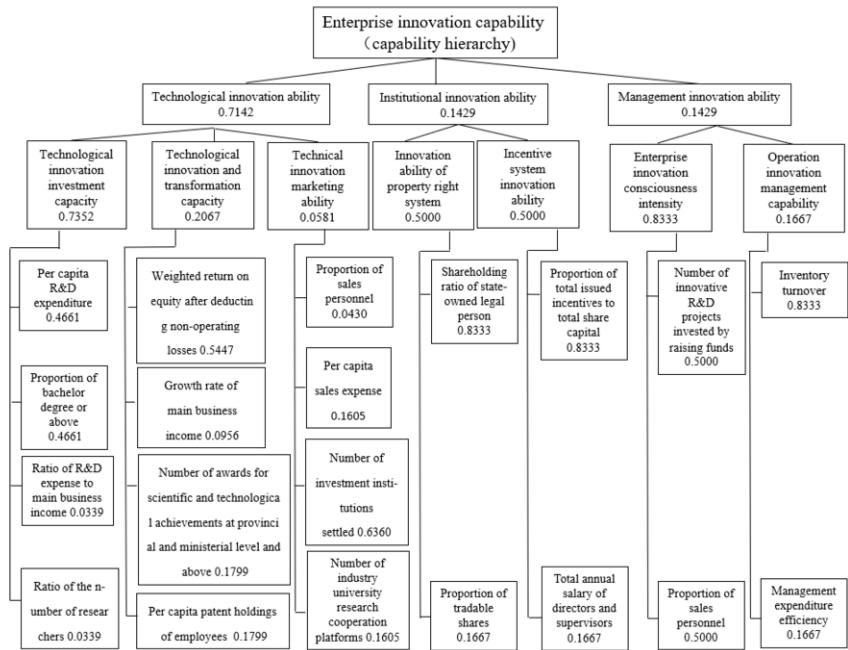 Enterprise innovation capability
（capability hierarchy)
Technological innovation ability
0.7142
Institutional innovation ability
0.1429
Management innovation ability
0.1429
Technological
innovation
investment
capacity
0.7352
Technological
innovation and
transformation
capacity
0.2067
Technical
innovation
marketing
ability
0.0581
Innovation
ability of
property right
system
0.5000
Incentive
system
innovation
ability
0.5000
Enterprise
innovation
consciousness
intensity
0.8333
Operation
innovation
management
capability
0.1667
Per capita
R&D
expenditure
0.4661
Proportion of
bachelor
degree or
above
0.4661
Ratio of R&D
expense to
main business
income 0.0339
Ratio of the n-
umber of resear
chers 0.0339
Weighted return on
equity after deductin
g non-operating
losses 0.5447
Growth rate of
main business
income 0.0956
Number of awards for
scientific and technologica
l achievements at provinci
al and ministerial level and
above 0.1799
Per capita patent holdings
of employees 0.1799
Proportion of
sales
personnel
0.0430
Per capita
sales expense
0.1605
Number of
investment insti-
tutions
settled 0.6360
Number of
industry
university
research
cooperation
platforms 0.1605
Shareholding
ratio of state-
owned legal
person
0.8333
Proportion of
tradable
shares
0.1667
Proportion of
total issued
incentives to
total share
capital
0.8333
Total annual
salary of
directors and
supervisors
0.1667
Number of
innovative
R&D
projects
invested by
raising funds
0.5000
Proportion of
sales
personnel
0.5000
Inventory
turnover
0.8333
Management
expenditure
efficiency
0.1667